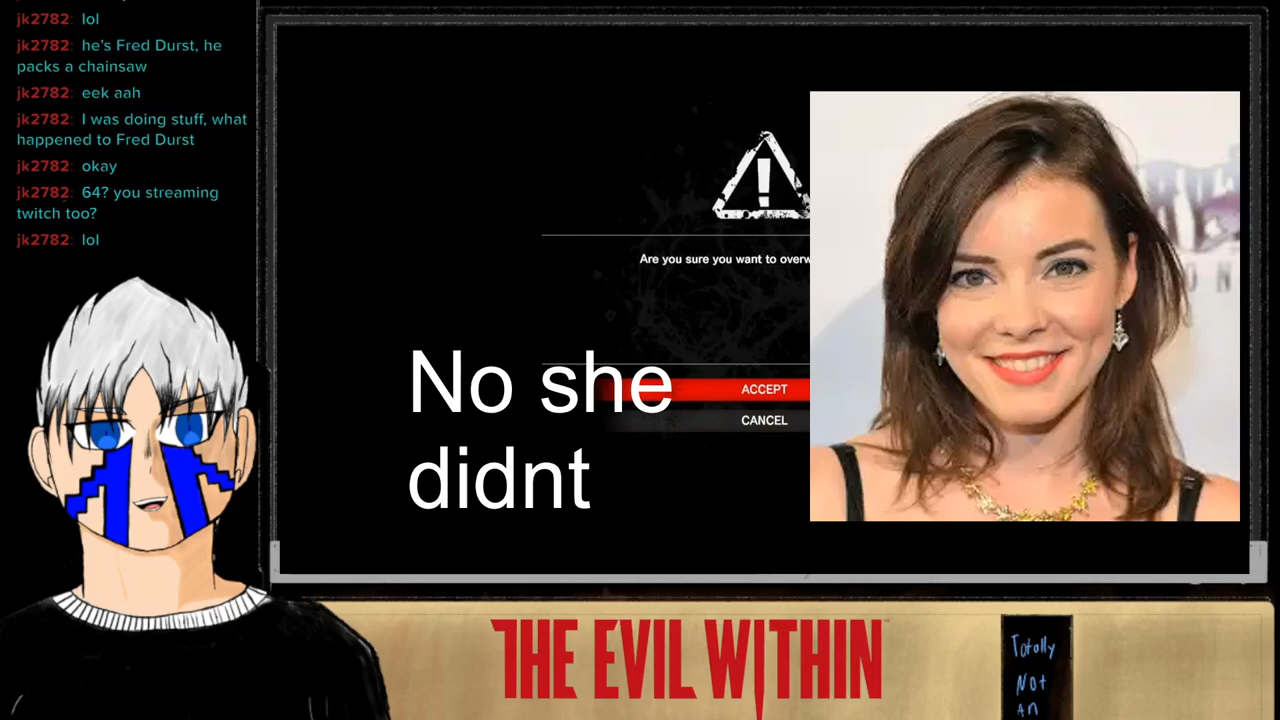 jk2782: lol
jk2782: he's Fred Durst, he
packs a chainsaw
jk2782: eek aah
jk2782: I was doing stuff, what
happened to Fred Durst
jk2782: okay
jk2782: 64? you streaming
twitch too?
jk2782: lol
Are you sure you want to overw
No she
didnt
ACCEPT
CANCEL
THE EVIL WITHIN
Totally
Not
An